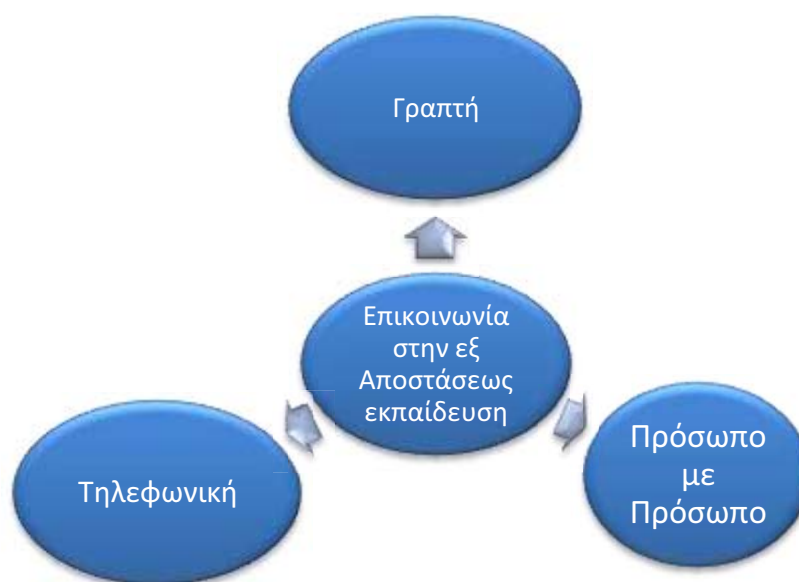 Γραπτή
Επικοινωνία
στην εξ
Αποστάσεως
εκπαίδευση
Τηλεφωνική
Πρόσωπο
με
Πρόσωπο